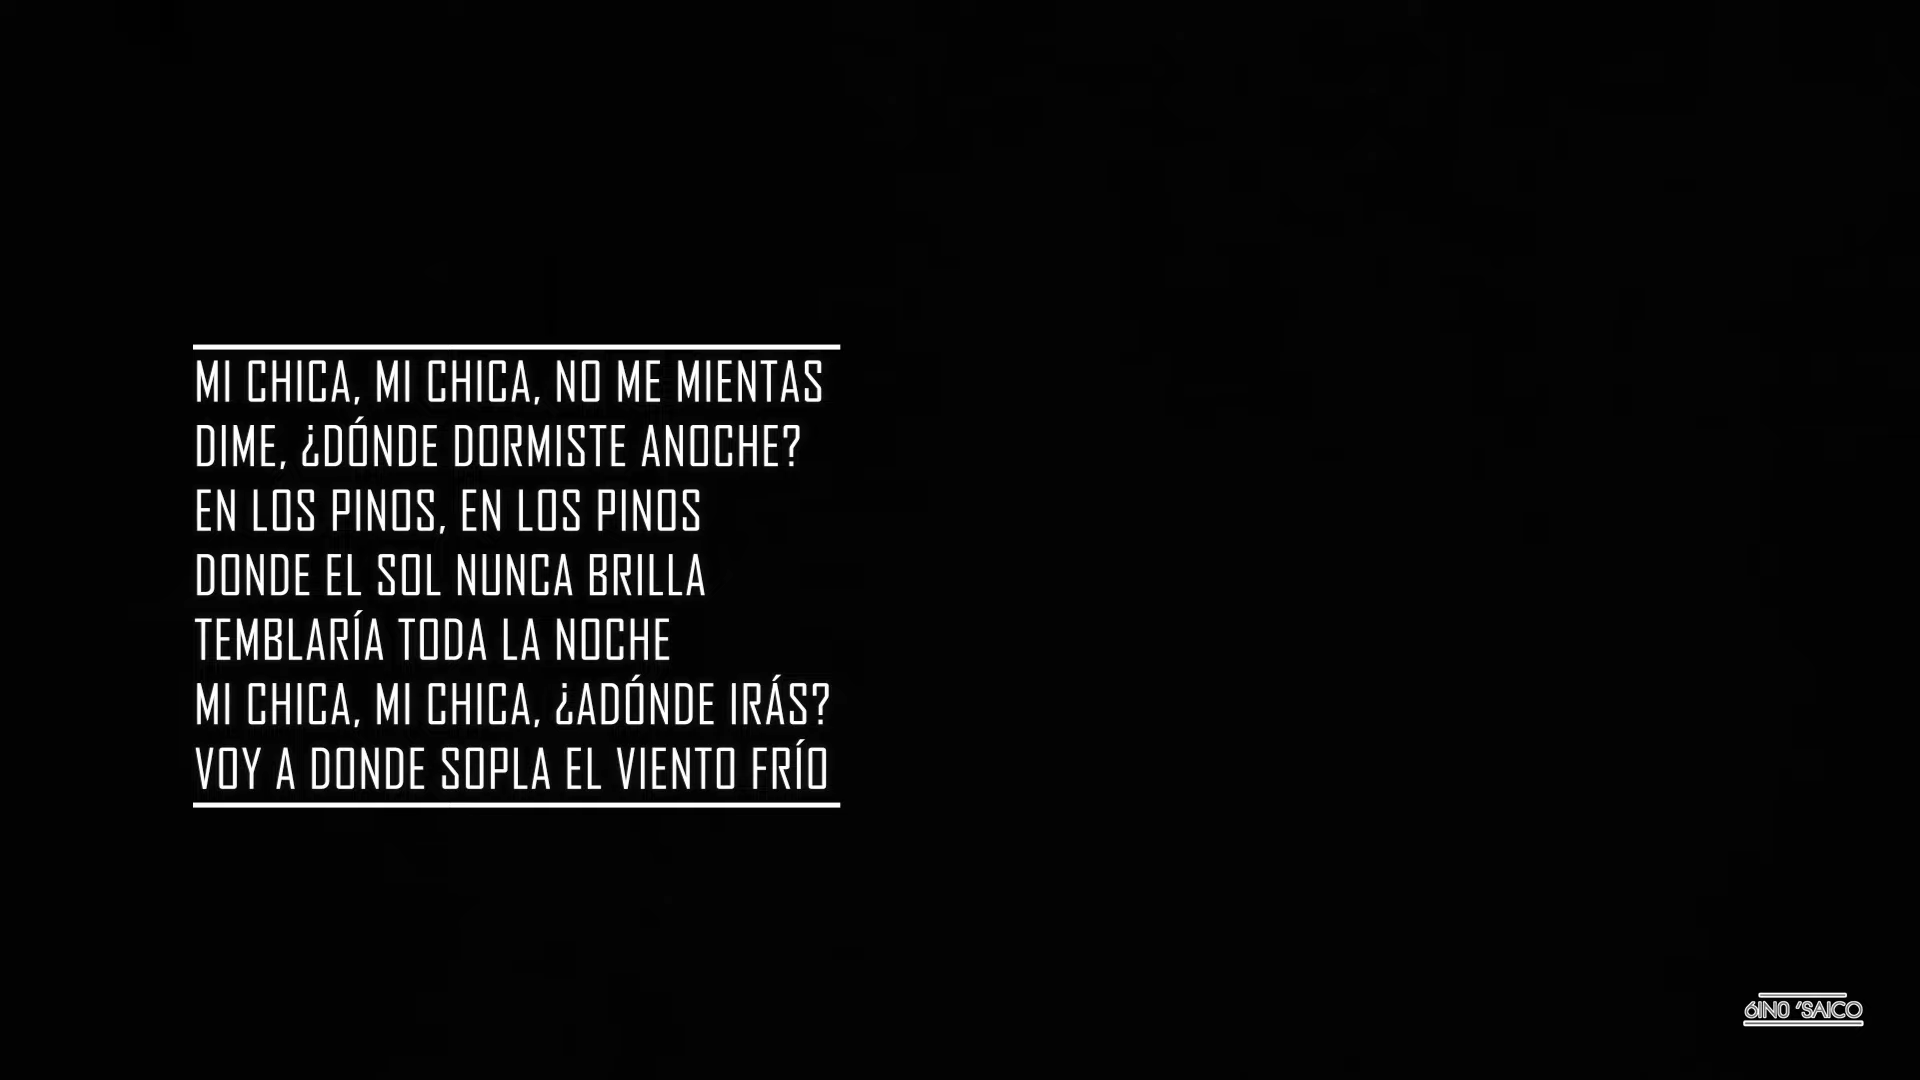 MI CHICA, MI CHICA, NO ME MIENTAS
DIME, ¿DÓNDE DORMISTE ANOCHE?
EN LOS PINOS, EN LOS PINOS
DONDE EL SOL NUNCA BRILLA
TEMBLARÍA TODA LA NOCHE
MI CHICA, MI CHICA, ¿ADÓNDE IRÁS?
VOY A DONDE SOPLA EL VIENTO FRÍO
6IN0 'SAICO